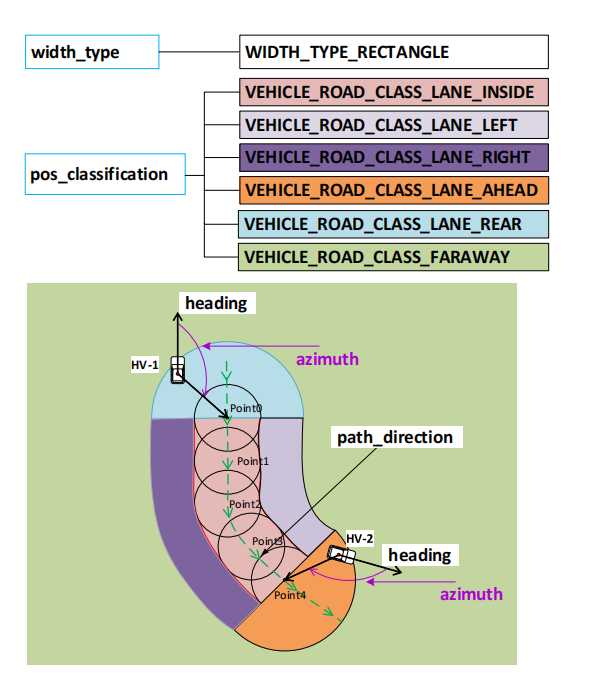 width_type
WIDTH_TYPE_RECTANGLE
VEHICLE_ROAD_CLASS_LANE_INSIDE
VEHICLE_ROAD_CLASS_LANE_LEFT
VEHICLE_ROAD_CLASS_LANE_RIGHT
pos_classification
VEHICLE_ROAD_CLASS_LANE_AHEAD
VEHICLE_ROAD_CLASS_LANE_REAR
VEHICLE_ROAD_CLASS_FARAWAY
heading
azimuth
HV-1
Point0
path_direction
Point1
Point2
HV-2
Point3
heading
azimuth
Point4